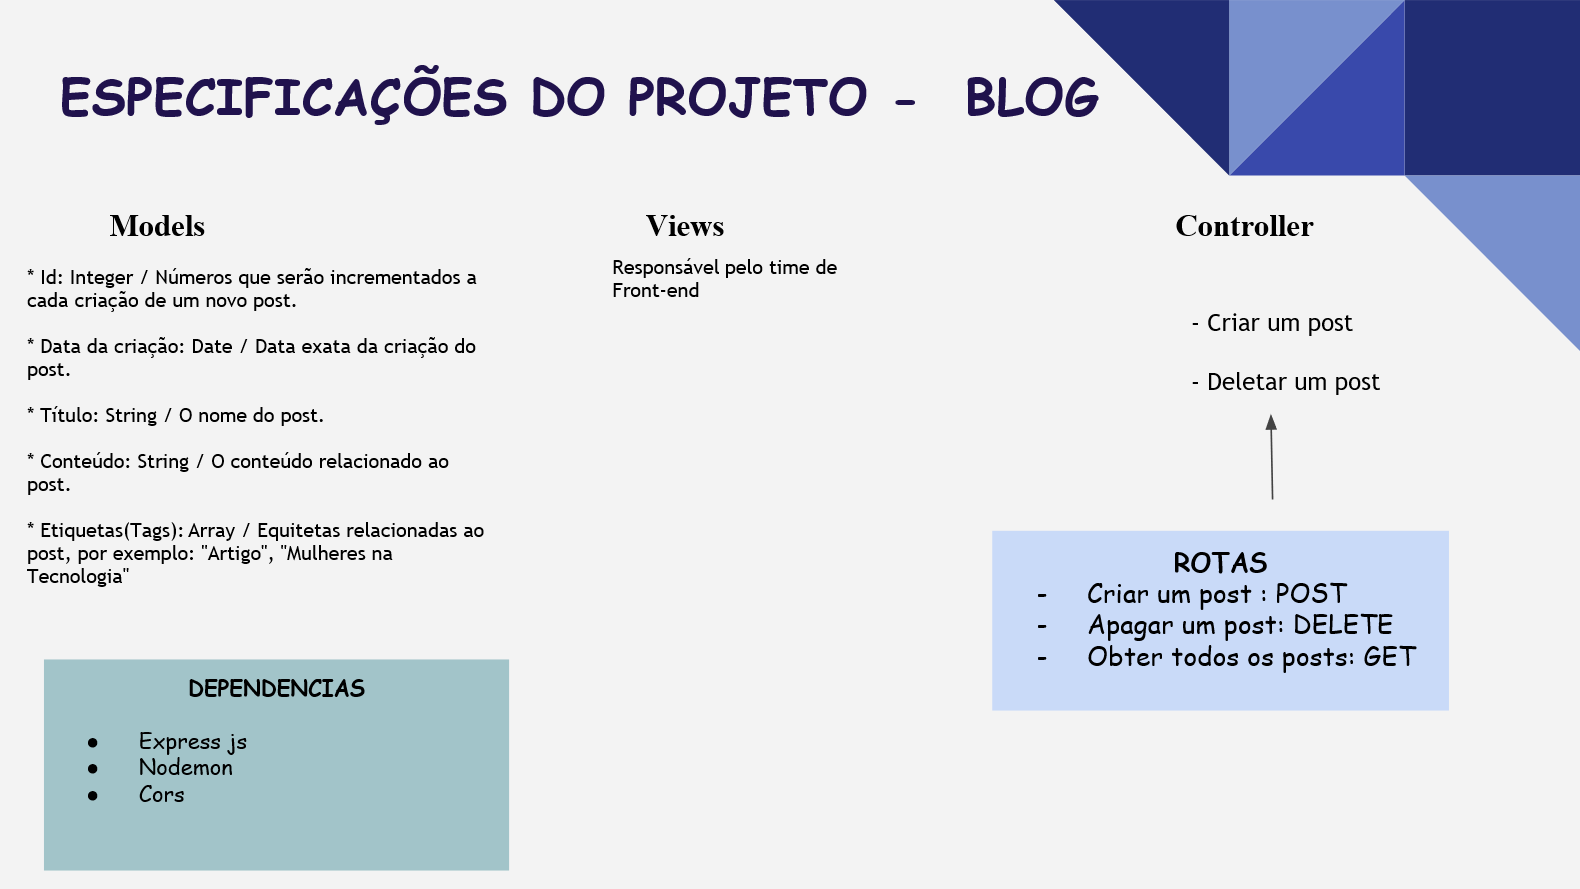 ESPECIFICAÇÕES DO PROJETO - BLOG
Models
* Id: Integer / Números que serão incrementados a
cada criação de um novo post.
* Data da criação: Date / Data exata da criação do
post.
* Título: String / O nome do post.
* Conteúdo: String / O conteúdo relacionado ao
post.
* Etiquetas(Tags): Array / Equitetas relacionadas ao
post, por exemplo: "Artigo", "Mulheres na
Tecnologia"
DEPENDENCIAS
● Express js
● Nodemon
● Cors
Views
Responsável pelo time de
Front-end
Controller
- Criar um post
- Deletar um post
ROTAS
- Criar um post : POST
- Apagar um post: DELETE
- Obter todos os posts: GET